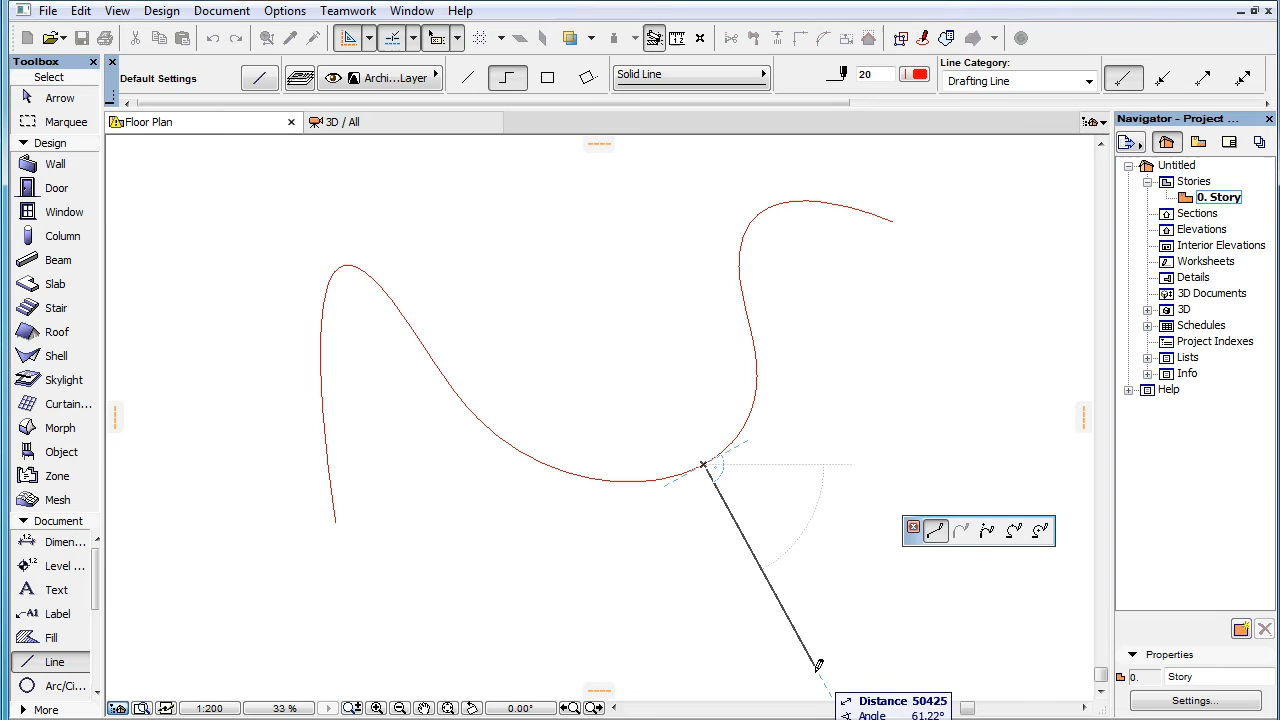 File Edit View Design Document Options Teamwork Window Help
Toolbox
Select
Arrow
Marquee
Design
Wall
Door
Window
Column
Beam
Slab
Stair
Roof
Shell
Skylight
Curtain...
Morph
Object
Zone
Mesh
Document
Dimen...
Level ...
Text
Label
Fill
Line
Arc/Ci...
More
Default Settings
Archi...Layer
Solid Line
20
Line Category:
Drafting Line
Floor Plan
3D / All
Distance 50425
Angle 61.22°
1:200
33 %
0.00°
Navigator - Project ...
Untitled
Stories
0. Story
Sections
Elevations
Interior Elevations
Worksheets
Details
3D Documents
3D
Schedules
Project Indexes
Lists
Info
Help
Properties
0. Story
Settings...